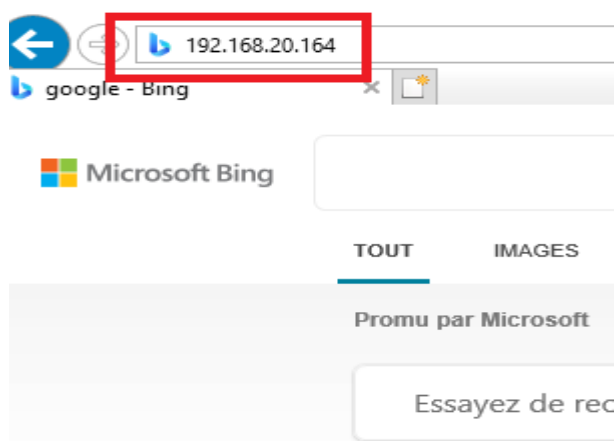 192.168.20.164
google - Bing
Microsoft Bing
TOUT IMAGES
Promu par Microsoft
Essayez de rec